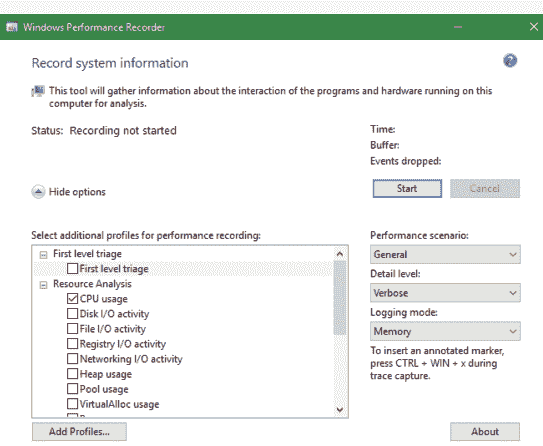 Windows Performance Recorder
Record system information
This tool will gather information about the interaction of the programs and hardware running on this
computer for analysis.
Status: Recording not started
Time:
Buffer:
Events dropped:
Hide options
Start
Cancel
Select additional profiles for performance recording:
First level triage
First level triage
Resource Analysis
CPU usage
Disk I/O activity
File I/O activity
Registry I/O activity
Networking I/O activity
Heap usage
Pool usage
VirtualAlloc usage
Performance scenario:
General
Detail level:
Verbose
Logging mode:
Memory
To insert an annotated marker,
press CTRL + WIN + x during
trace capture.
Add Profiles...
About